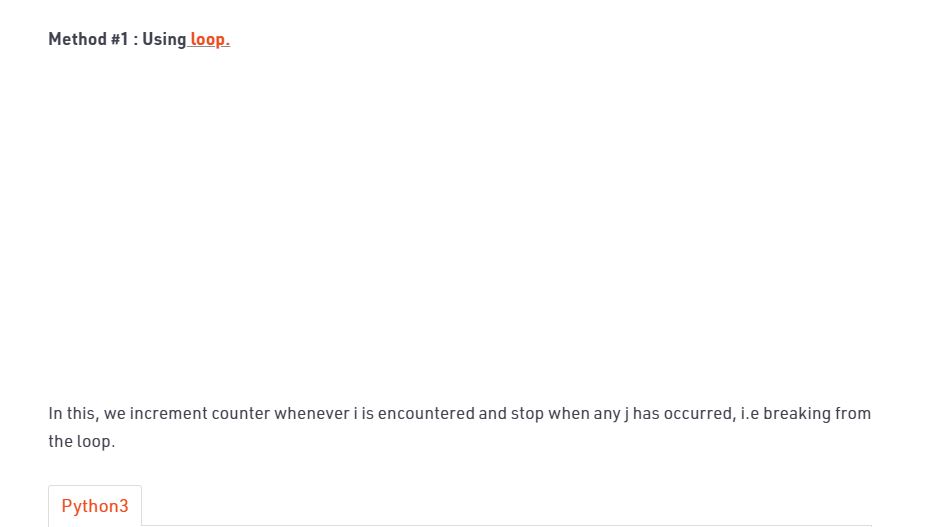 Method #1 : Using loop.
In this, we increment counter whenever i is encountered and stop when any j has occurred, i.e breaking from
the loop.
Python3